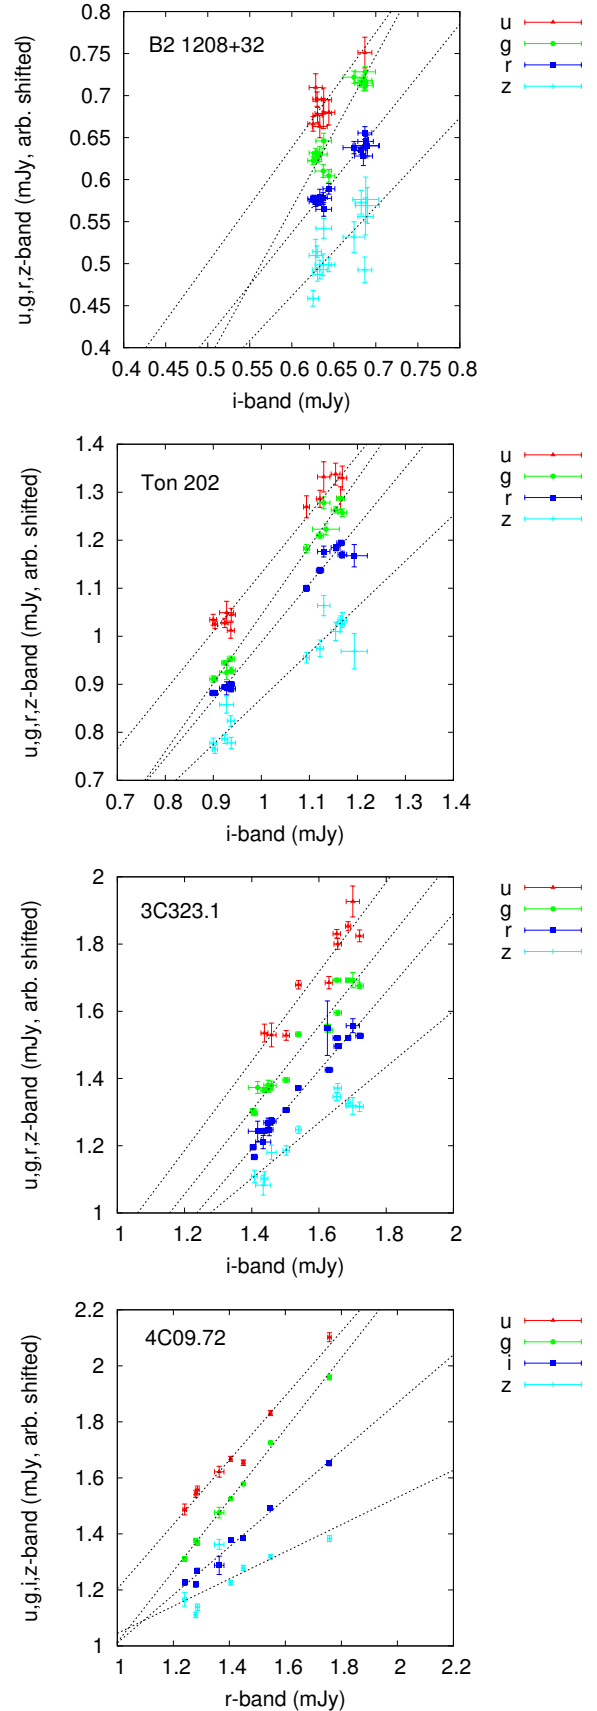 B2 1208+32
u
g
r
z
u,g,r,z-band (mJy, arb. shifted)
0.8
0.75
0.7
0.65
0.6
0.55
0.5
0.45
0.4
0.4 0.45 0.5 0.55 0.6 0.65 0.7 0.75 0.8
i-band (mJy)
Ton 202
u
g
r
z
u,g,r,z-band (mJy, arb. shifted)
1.4
1.3
1.2
1.1
1
0.9
0.8
0.7
0.7 0.8 0.9 1 1.1 1.2 1.3 1.4
i-band (mJy)
3C323.1
u
g
r
z
u,g,r,z-band (mJy, arb. shifted)
2
1.8
1.6
1.4
1.2
1
1 1.2 1.4 1.6 1.8 2
i-band (mJy)
4C09.72
u
g
i
z
u,g,i,z-band (mJy, arb. shifted)
2.2
2
1.8
1.6
1.4
1.2
1
1 1.2 1.4 1.6 1.8 2 2.2
r-band (mJy)